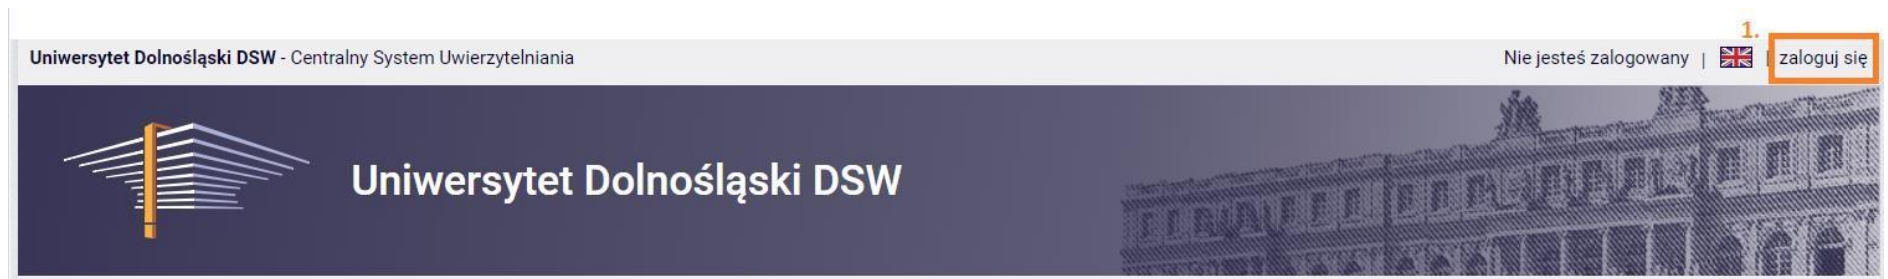 1.
Uniwersytet Dolnośląski DSW - Centralny System Uwierzytelniania
Nie jesteś zalogowany | | zaloguj się
Uniwersytet Dolnośląski DSW